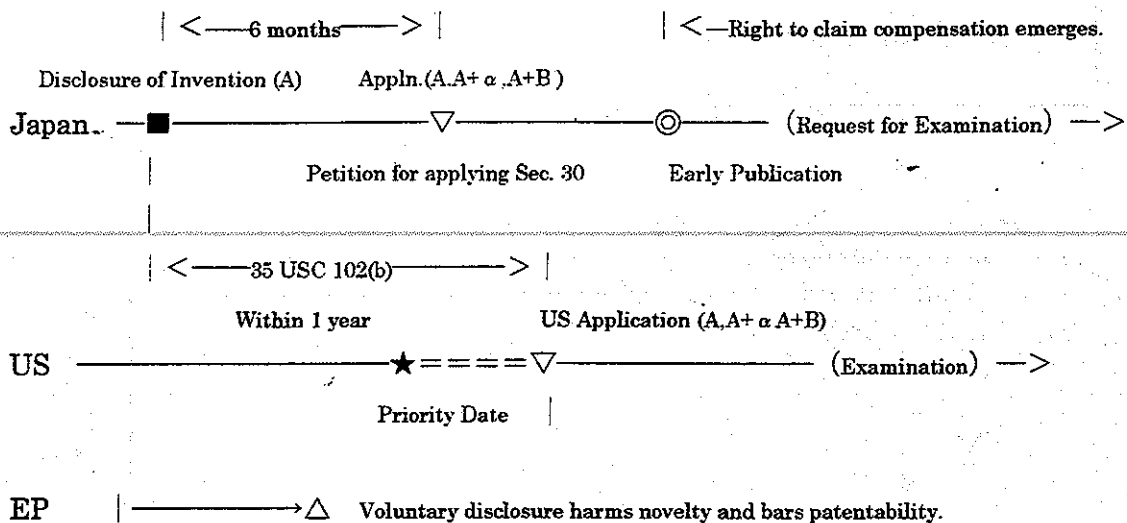 |<—6 months—>| |<—Right to claim compensation emerges.
Disclosure of Invention (A) Appln.(A.A+ α ,A+B )
Japan ■ ▽ ◎ (Request for Examination) —>
Petition for applying Sec. 30 Early Publication
|<—35 USC 102(b)—>|
Within 1 year US Application (A,A+ α A+B)
US ★====▽ (Examination) —>
Priority Date |
EP |—→△ Voluntary disclosure harms novelty and bars patentability.